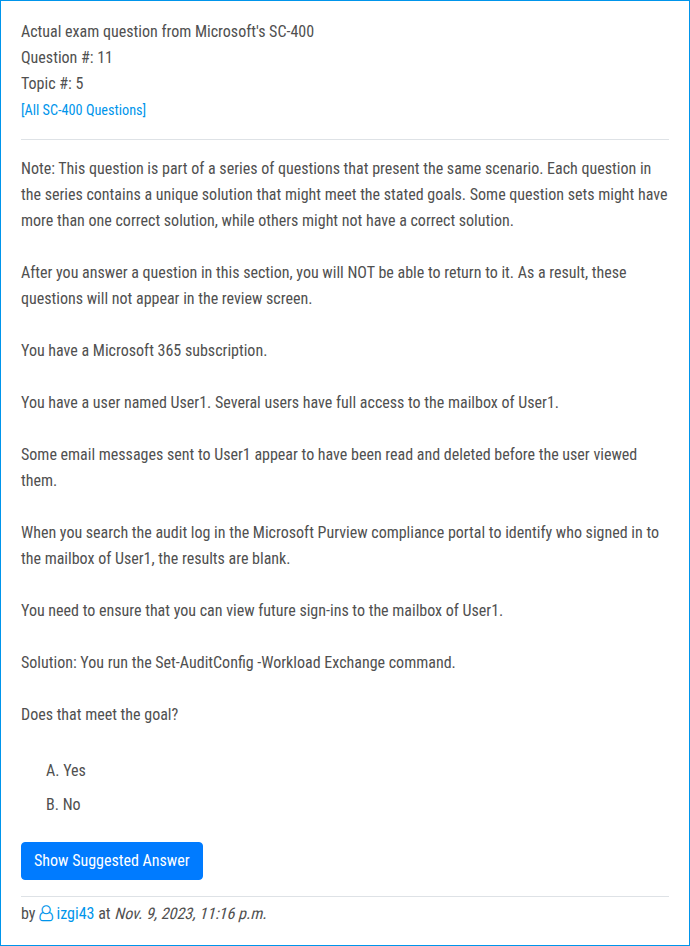 Actual exam question from Microsoft's SC-400
Question #: 11
Topic #: 5
[All SC-400 Questions]
Note: This question is part of a series of questions that present the same scenario. Each question in
the series contains a unique solution that might meet the stated goals. Some question sets might have
more than one correct solution, while others might not have a correct solution.
After you answer a question in this section, you will NOT be able to return to it. As a result, these
questions will not appear in the review screen.
You have a Microsoft 365 subscription.
You have a user named User1. Several users have full access to the mailbox of User1.
Some email messages sent to User1 appear to have been read and deleted before the user viewed
them.
When you search the audit log in the Microsoft Purview compliance portal to identify who signed in to
the mailbox of User1, the results are blank.
You need to ensure that you can view future sign-ins to the mailbox of User1.
Solution: You run the Set-AuditConfig -Workload Exchange command.
Does that meet the goal?
A. Yes
B. No
Show Suggested Answer
by izgi43 at Nov. 9, 2023, 11:16 p.m.